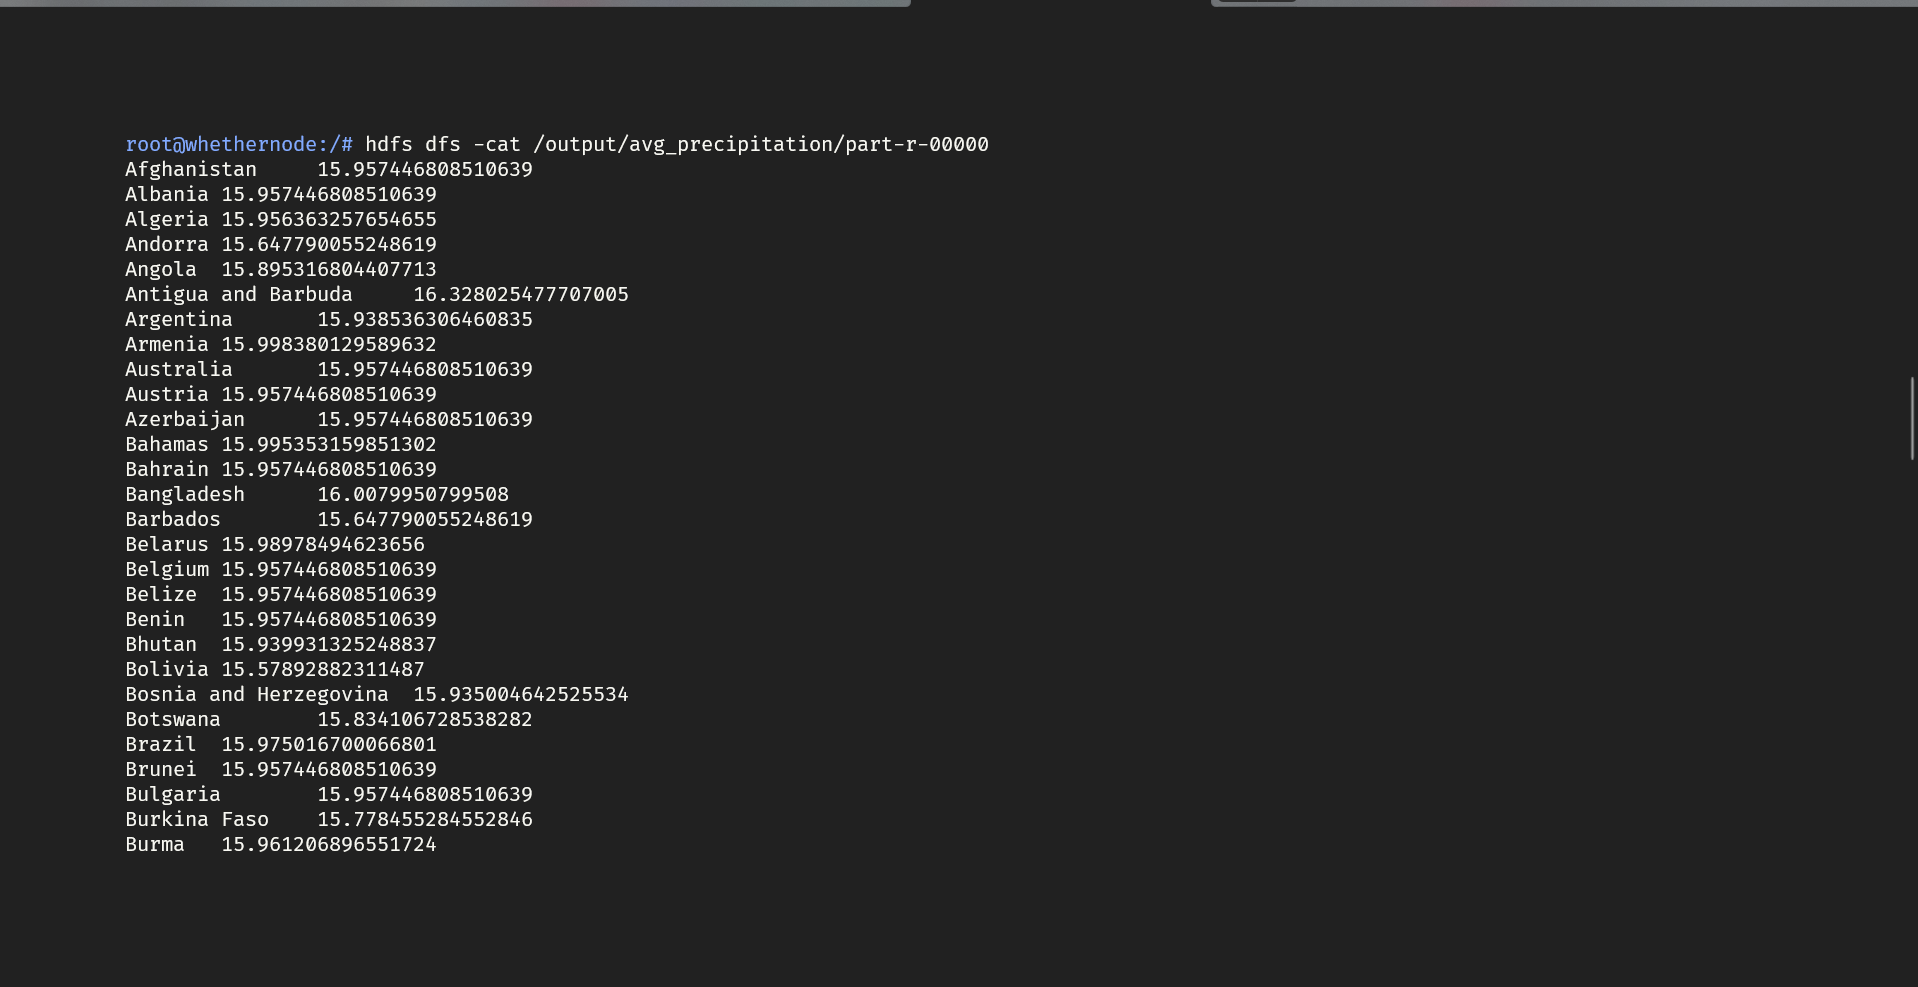 root@whethernode:/# hdfs dfs -cat /output/avg_precipitation/part-r-00000
Afghanistan     15.957446808510639
Albania 15.957446808510639
Algeria 15.956363257654655
Andorra 15.647790055248619
Angola  15.895316804407713
Antigua and Barbuda     16.328025477707005
Argentina       15.938536306460835
Armenia 15.998380129589632
Australia       15.957446808510639
Austria 15.957446808510639
Azerbaijan      15.957446808510639
Bahamas 15.995353159851302
Bahrain 15.957446808510639
Bangladesh      16.0079950799508
Barbados        15.647790055248619
Belarus 15.98978494623656
Belgium 15.957446808510639
Belize  15.957446808510639
Benin   15.957446808510639
Bhutan  15.939931325248837
Bolivia 15.57892882311487
Bosnia and Herzegovina  15.935004642525534
Botswana        15.834106728538282
Brazil  15.975016700066801
Brunei  15.957446808510639
Bulgaria        15.957446808510639
Burkina Faso    15.778455284552846
Burma   15.961206896551724